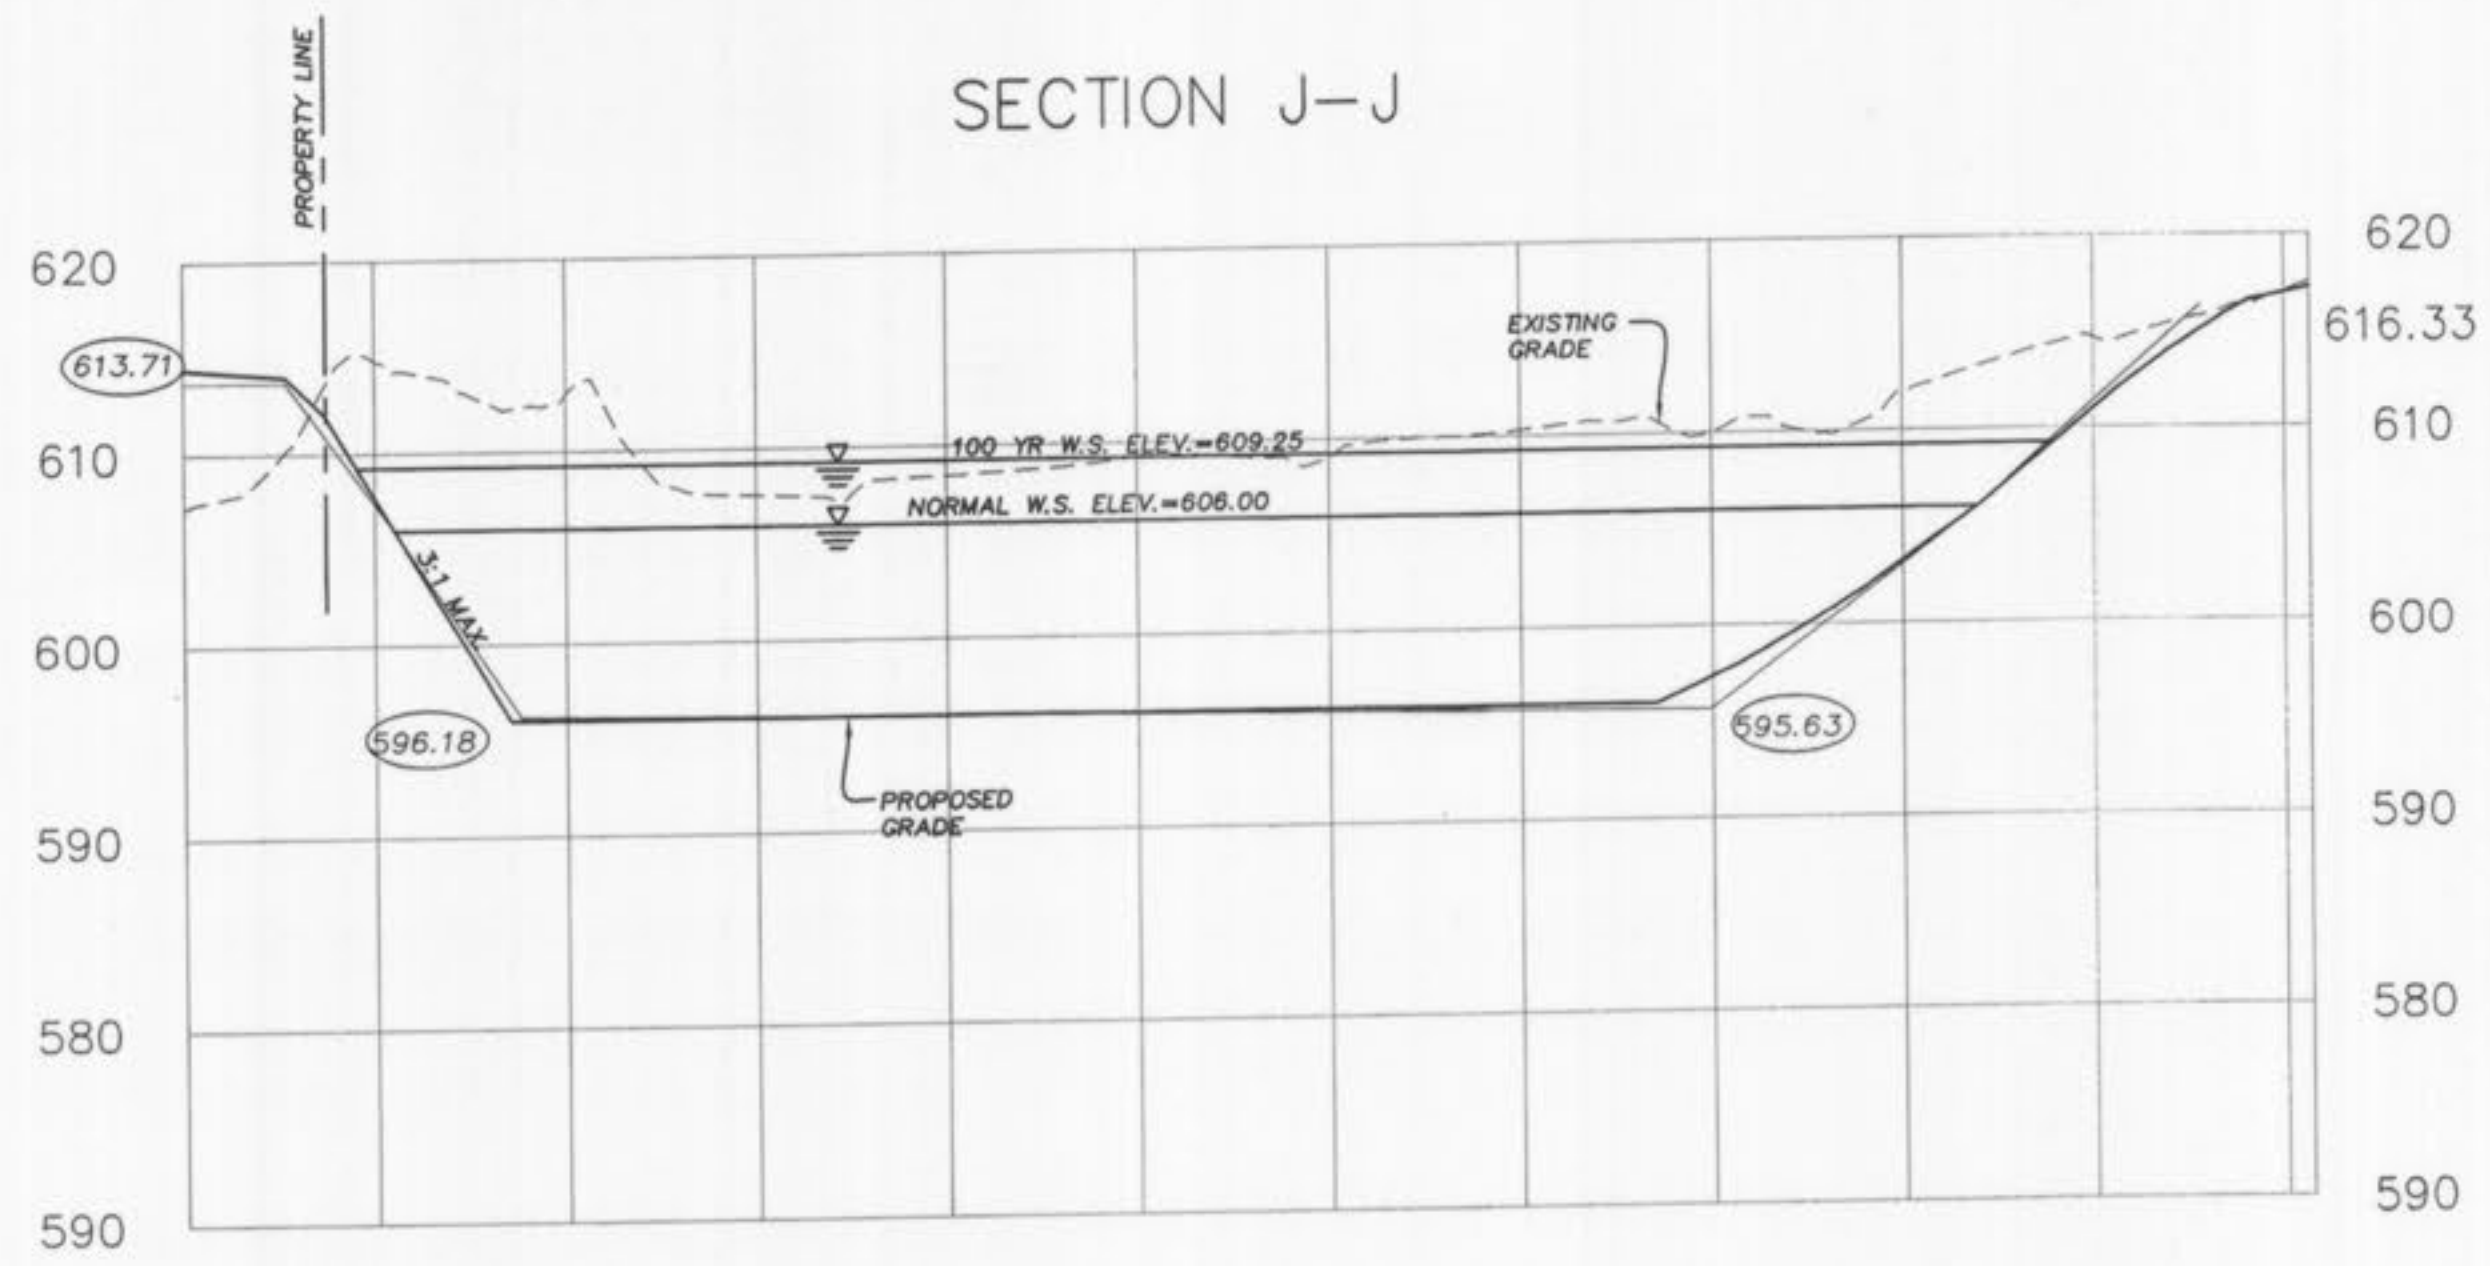 PROPERTY LINE
SECTION J-J
620
620
613.71
EXISTING
GRADE
616.33
610
100 YR W.S. ELEV.=609.25
610
NORMAL W.S. ELEV.=606.00
3:1 MAX
600
600
596.18
595.63
PROPOSED
GRADE
590
590
580
580
590
590